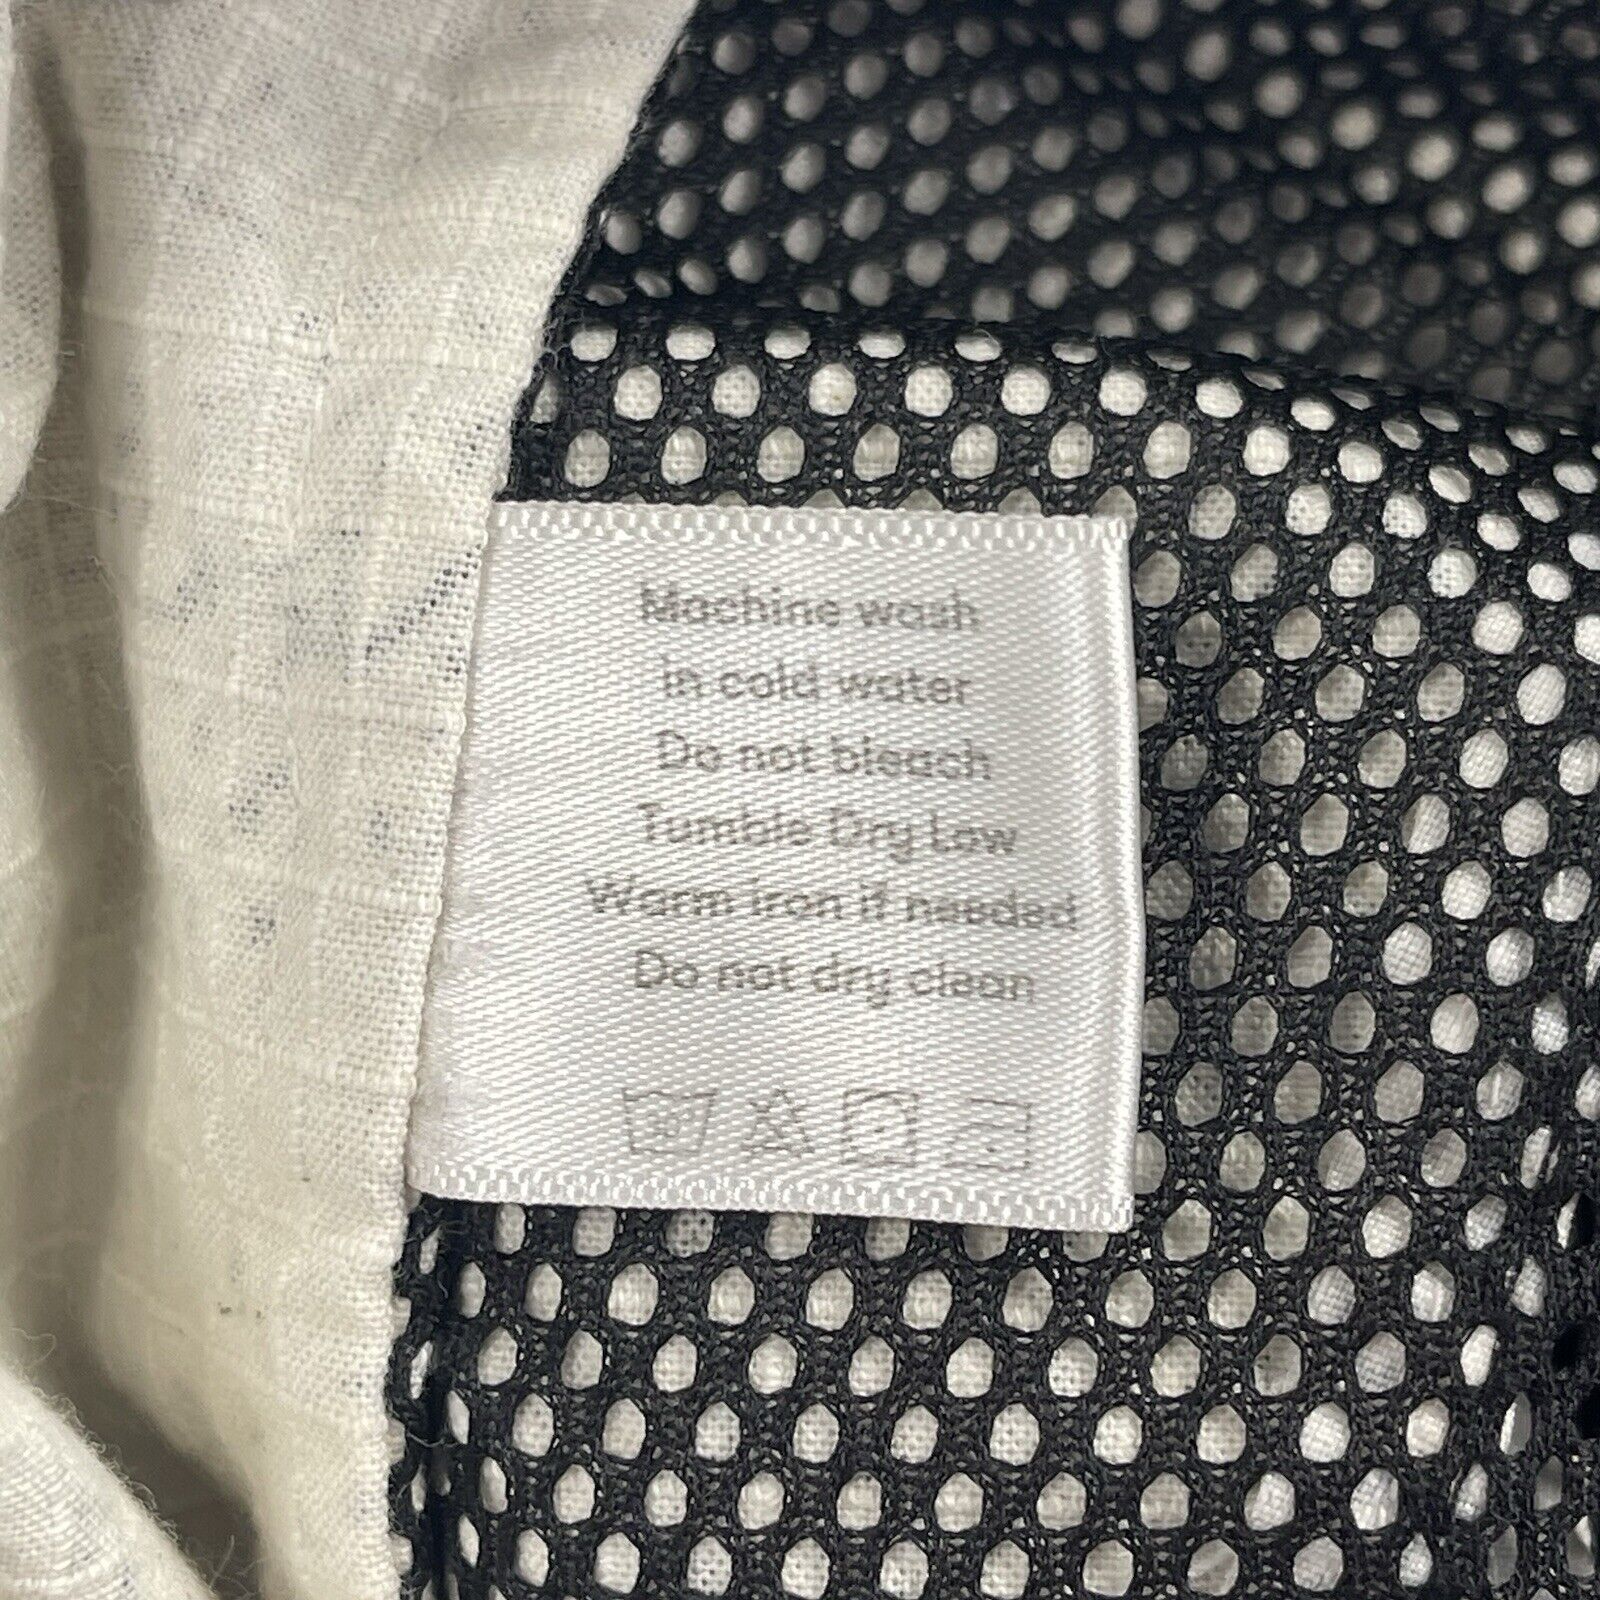 Machine wash
in cold water
Do not bleach
Tumble Dry Low
Warm iron if needed
Do not dry clean